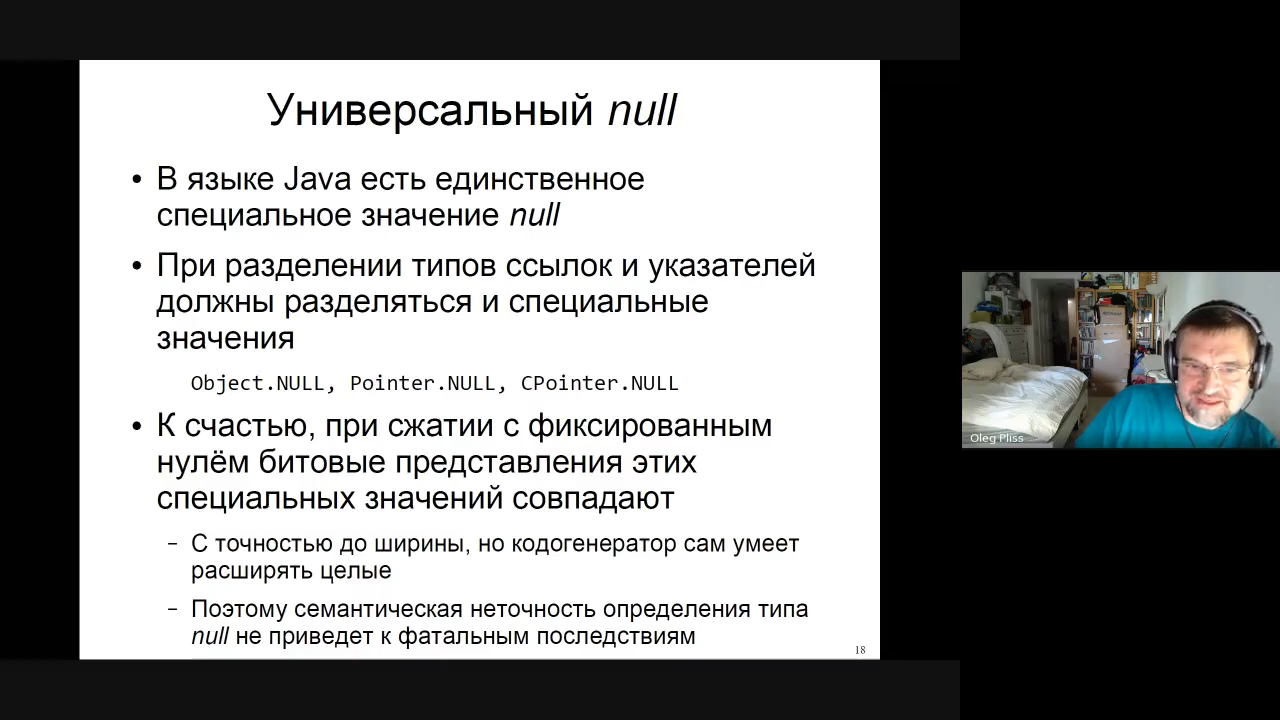 Универсальный null
• В языке Java есть единственное
специальное значение null
• При разделении типов ссылок и указателей
должны разделяться и специальные
значения
Object.NULL, Pointer.NULL, CPointer.NULL
• К счастью, при сжатии с фиксированным
нулём битовые представления этих
специальных значений совпадают
– С точностью до ширины, но кодогенератор сам умеет
расширять целые
– Поэтому семантическая неточность определения типа
null не приведет к фатальным последствиям
18
Oleg Pliss